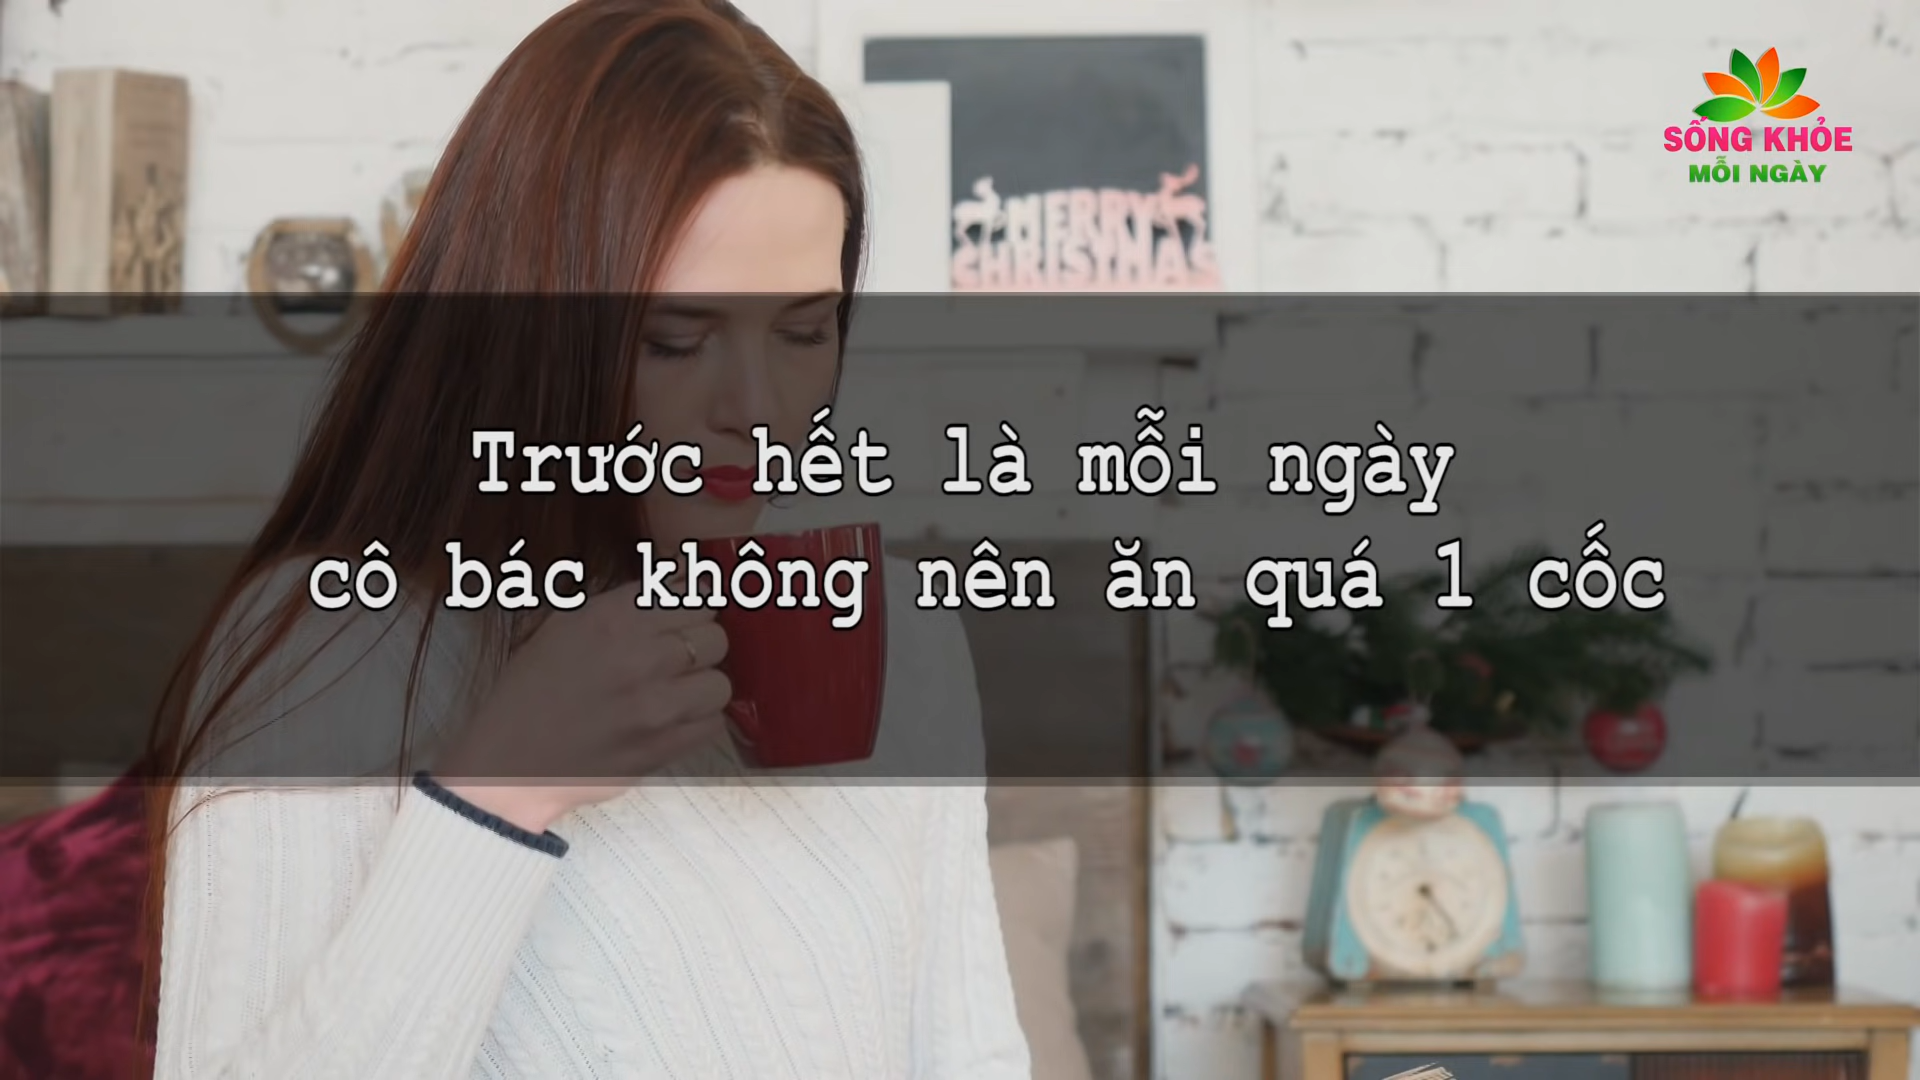 SỐNG KHỎE
MỖI NGÀY
MERRY
CHRISTMAS
Trước hết là mỗi ngày
cô bác không nên ăn quá 1 cốc